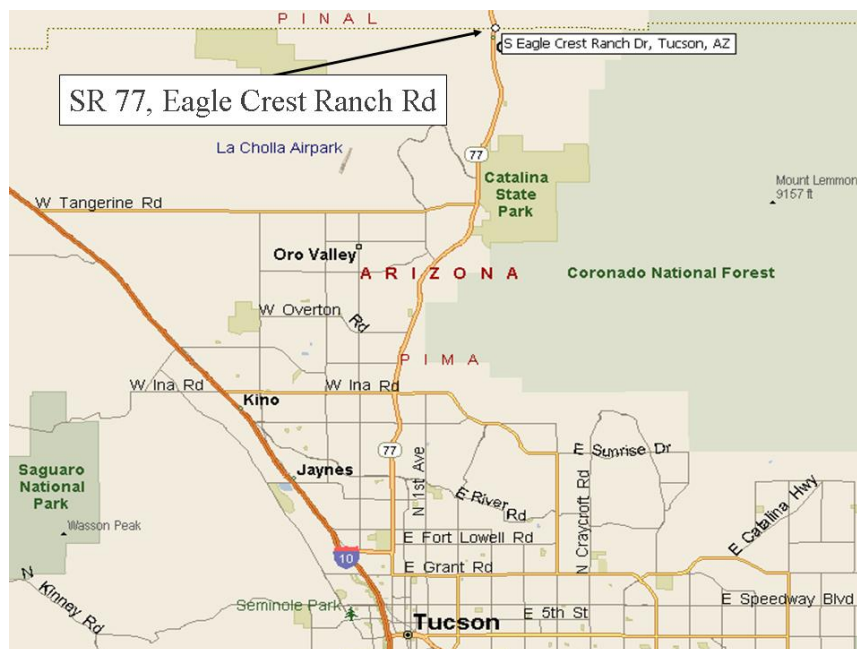 PINAL
S Eagle Crest Ranch Dr, Tucson, AZ
SR 77, Eagle Crest Ranch Rd
La Cholla Airpark
77
Catalina
State
Park
Mount Lemmon
9157 ft
W Tangerine Rd
Oro Valley
ARIZONA
Coronado National Forest
W Overton Rd
PIMA
W Ina Rd
W Ina Rd
Kino
77
N 1st Ave
E Sunrise Dr
Saguaro
National
Park
Jaynes
E River Rd
N Craycroft Rd
E Catalina Hwy
Wasson Peak
E Fort Lowell Rd
10
E Grant Rd
N Kinney Rd
Seminole Park
E 5th St
E Speedway Blvd
Tucson